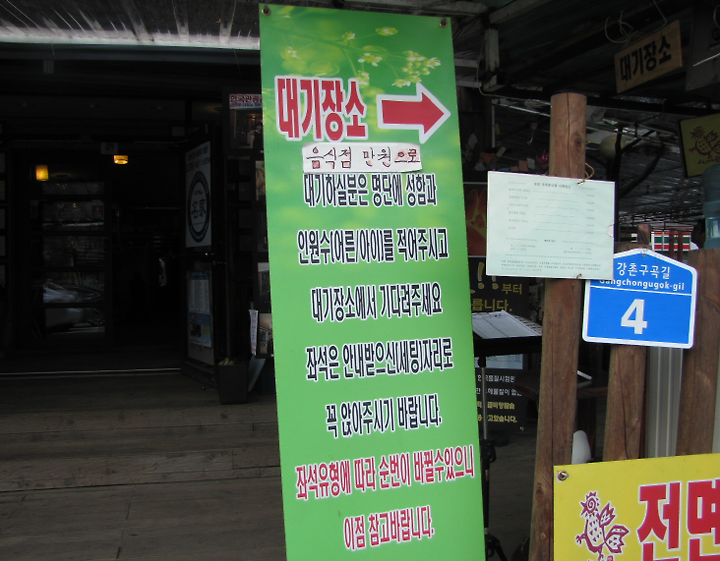 대기장소
음식점 만원으로
대기하실분은 명단에 성함과
인원수(어른/아이)를 적어주시고
대기장소에서 기다려주세요
좌석은 안내받으신(세팅)자리로
꼭 앉아주시기 바랍니다.
좌석유형에 따라 순번이 바뀔수있으니
이점 참고바랍니다.
대기장소
강촌구곡길
Gangchongugok-gil
4
전면